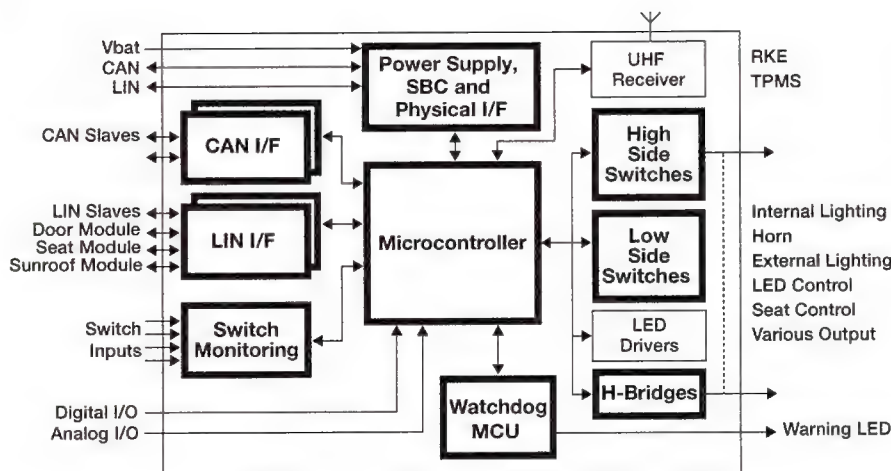 Vbat
CAN
LIN
Power Supply,
SBC and
Physical I/F
UHF
Receiver
RKE
TPMS
CAN Slaves
CAN I/F
High
Side
Switches
LIN Slaves
Door Module
Seat Module
Sunroof Module
LIN I/F
Microcontroller
Low
Side
Switches
Internal Lighting
Horn
External Lighting
LED Control
Seat Control
Various Output
Switch
Inputs
Switch
Monitoring
LED
Drivers
H-Bridges
Digital I/O
Analog I/O
Watchdog
MCU
Warning LED